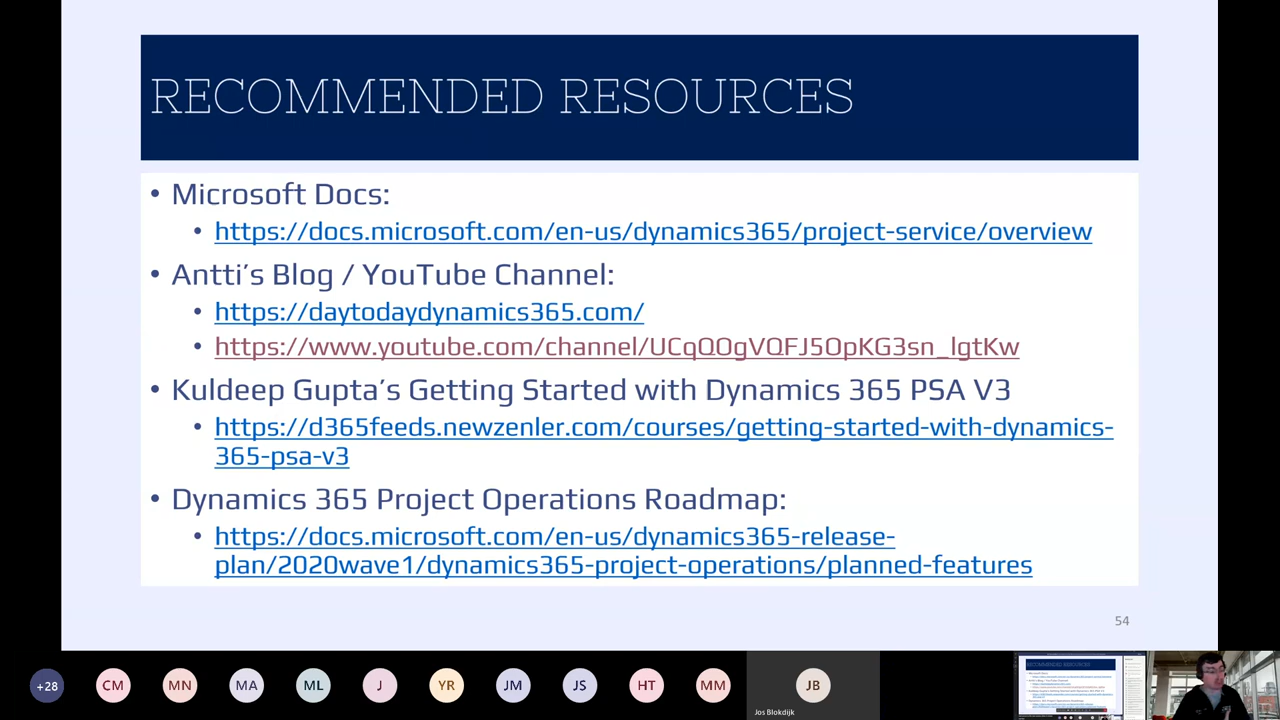 RECOMMENDED RESOURCES
• Microsoft Docs:
• https://docs.microsoft.com/en-us/dynamics365/project-service/overview
• Antti's Blog / YouTube Channel:
• https://daytodaydynamics365.com/
• https://www.youtube.com/channel/UCqQOgVQFJ5OpKG3sn_lgtKw
• Kuldeep Gupta's Getting Started with Dynamics 365 PSA V3
• https://d365feeds.newzenler.com/courses/getting-started-with-dynamics-
365-psa-v3
• Dynamics 365 Project Operations Roadmap:
• https://docs.microsoft.com/en-us/dynamics365-release-
plan/2020wave1/dynamics365-project-operations/planned-features
54
+28 CM MN MA ML JM JS HT JB
Jos Blokdijk
RECOMMENDED RESOURCES